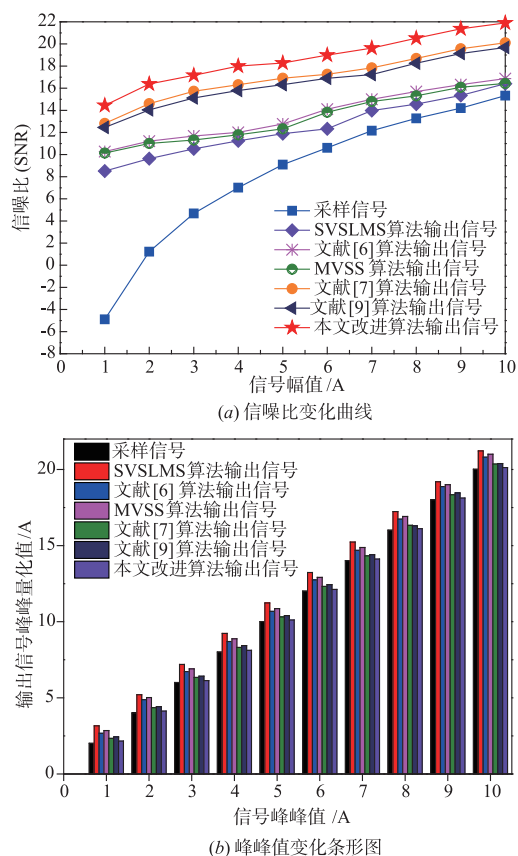 22
20
18
16
14
12
10
8
6
4
2
0
-2
-4
-6
-8
信噪比(SNR)
采样信号
SVSLMS算法输出信号
文献[6]算法输出信号
MVSS 算法输出信号
文献[7]算法输出信号
文献[9]算法输出信号
本文改进算法输出信号
0 1 2 3 4 5 6 7 8 9 10
信号幅值/A
(a) 信噪比变化曲线
20
15
10
5
0
输出信号峰峰量化值/A
采样信号
SVSLMS算法输出信号
文献[6] 算法输出信号
MVSS算法输出信号
文献[7]算法输出信号
文献[9]算法输出信号
本文改进算法输出信号
0 1 2 3 4 5 6 7 8 9 10
信号峰峰值 /A
(b) 峰峰值变化条形图